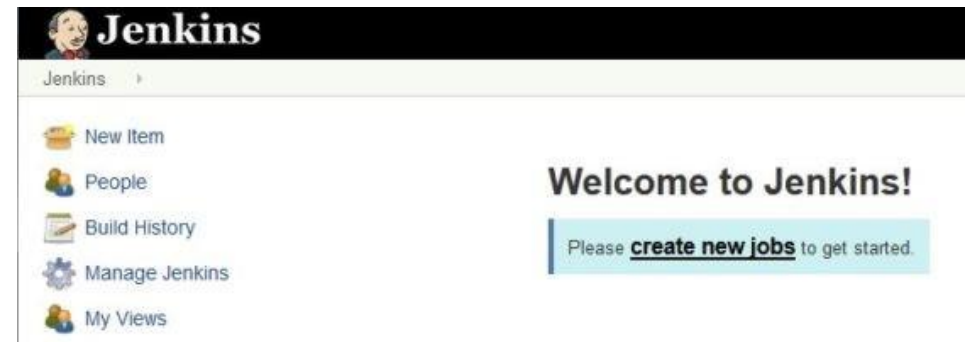 Jenkins
Jenkins
New Item
People
Build History
Manage Jenkins
My Views
Welcome to Jenkins!
Please create new jobs to get started.